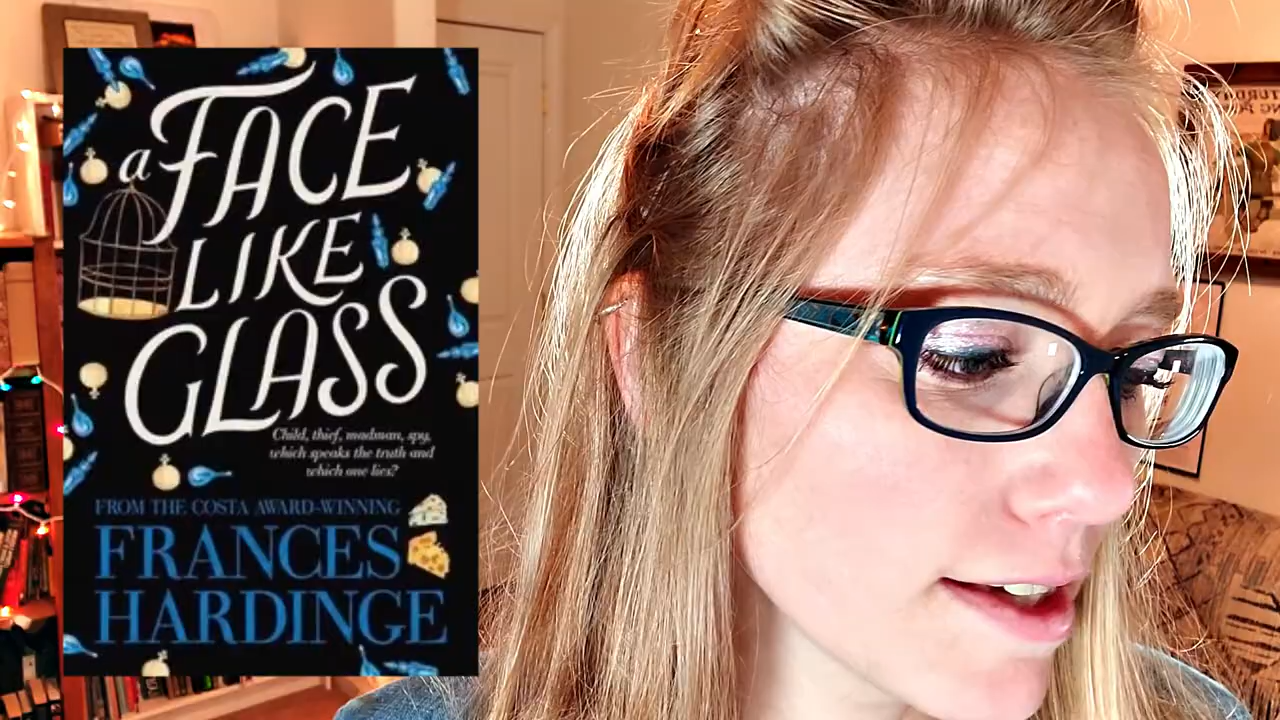 a FACE
LIKE
GLASS
Child, thief, madman, spy,
which speaks the truth and
which one lies?
FROM THE COSTA AWARD-WINNING
FRANCES
HARDINGE